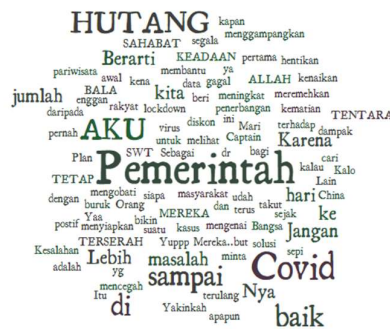 HUTANG kapan
SAHABAT segala menggampangkan
Berarti KEADAAN pertama hentikan
pariwisata membantu ya
awal kena data gagal ALLAH kenaikan
jumlah BALA kita beri meningkat meremehkan
enggan
daripada rakyat lockdown penerbangan kematian TENTARA
pernah AKU virus diskon ini Mari terhadap dampak
untuk melihat Captain Karena
Plan SWT Sebagai dr bagi cari
TETAP Pemerintah kalau Kalo
Lain
dengan mengobati siapa masyarakat udah hari China
buruk Orang MEREKA dan terus takut sejak ke
Yaa bikin
postif menyiapkan suatu kasus mengenai Bangsa Jangan
Kesalahan TERSERAH Yuppp Mereka..but solusi sepi
adalah Lebih masalah minta Covid
yg
mencegah sampai terulang Nya
Itu di Yakinkah baik
apapun